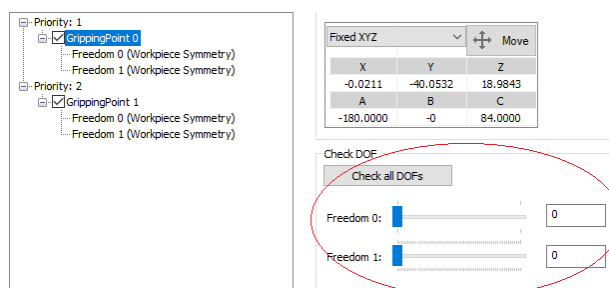 Priority: 1
GrippingPoint 0
Freedom 0 (Workpiece Symmetry)
Freedom 1 (Workpiece Symmetry)
Priority: 2
GrippingPoint 1
Freedom 0 (Workpiece Symmetry)
Freedom 1 (Workpiece Symmetry)
Fixed XYZ Move
X Y Z
-0.0211 -40.0532 18.9843
A B C
-180.0000 -0 84.0000
Check DOF
Check all DOFs
Freedom 0: 0
Freedom 1: 0